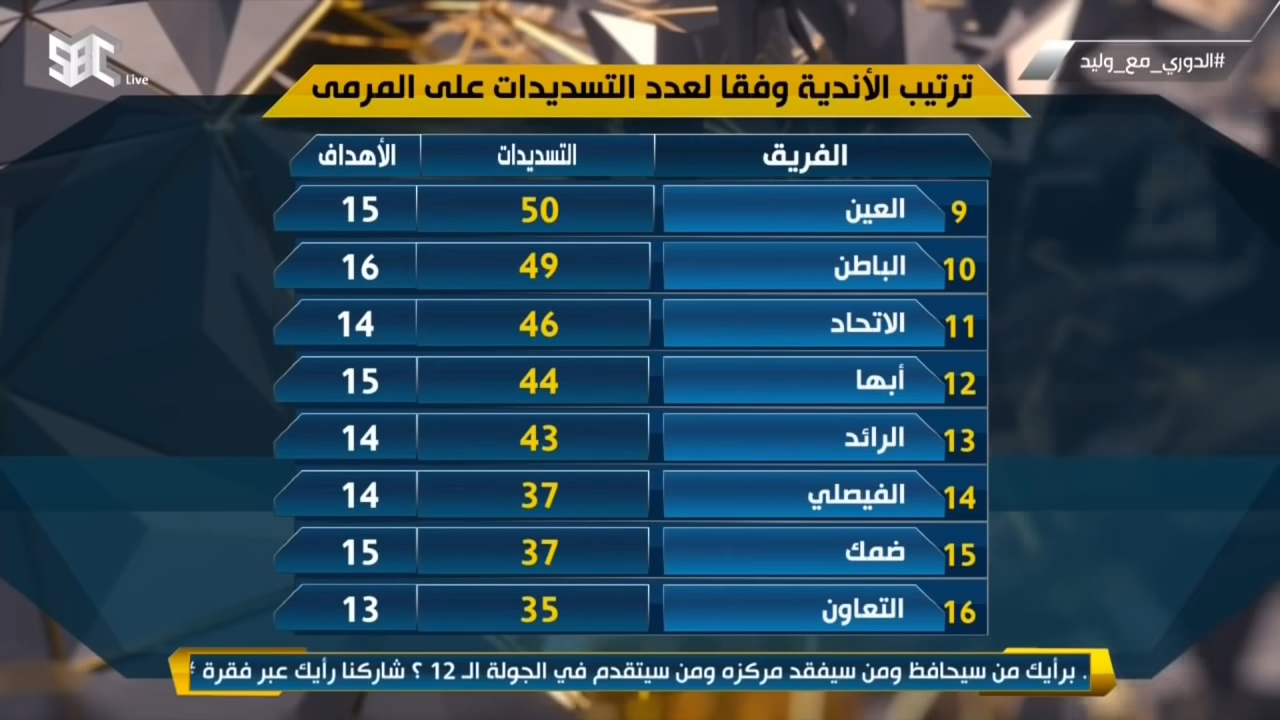 SBC Live
#الدوري_مع_وليد
ترتيب الأندية وفقا لعدد التسديدات على المرمى
الفريق التسديدات الأهداف
9 العين 50 15
10 الباطن 49 16
11 الاتحاد 46 14
12 أبها 44 15
13 الرائد 43 14
14 الفيصلي 37 14
15 ضمك 37 15
16 التعاون 35 13
. برأيك من سيحافظ ومن سيفقد مركزه ومن سيتقدم في الجولة الـ 12 ؟ شاركنا رأيك عبر فقرة